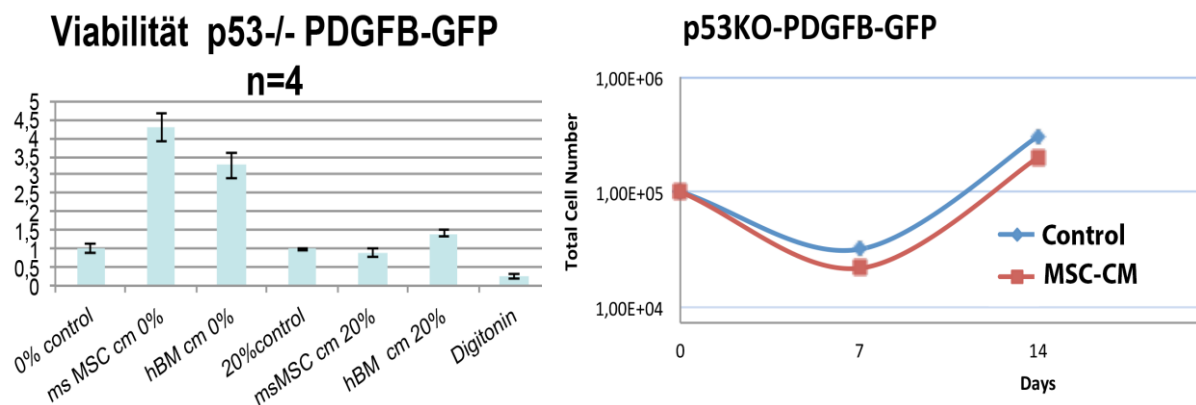 Viabilität p53-/- PDGFB-GFP
n=4
5
4,5
4
3,5
3
2,5
2
1,5
1
0,5
0
0% control
ms MSC cm 0%
hBM cm 0%
20%control
msMSC cm 20%
hBM cm 20%
Digitonin
p53KO-PDGFB-GFP
Total Cell Number
1,00E+06
1,00E+05
1,00E+04
Control
MSC-CM
0 7 14
Days